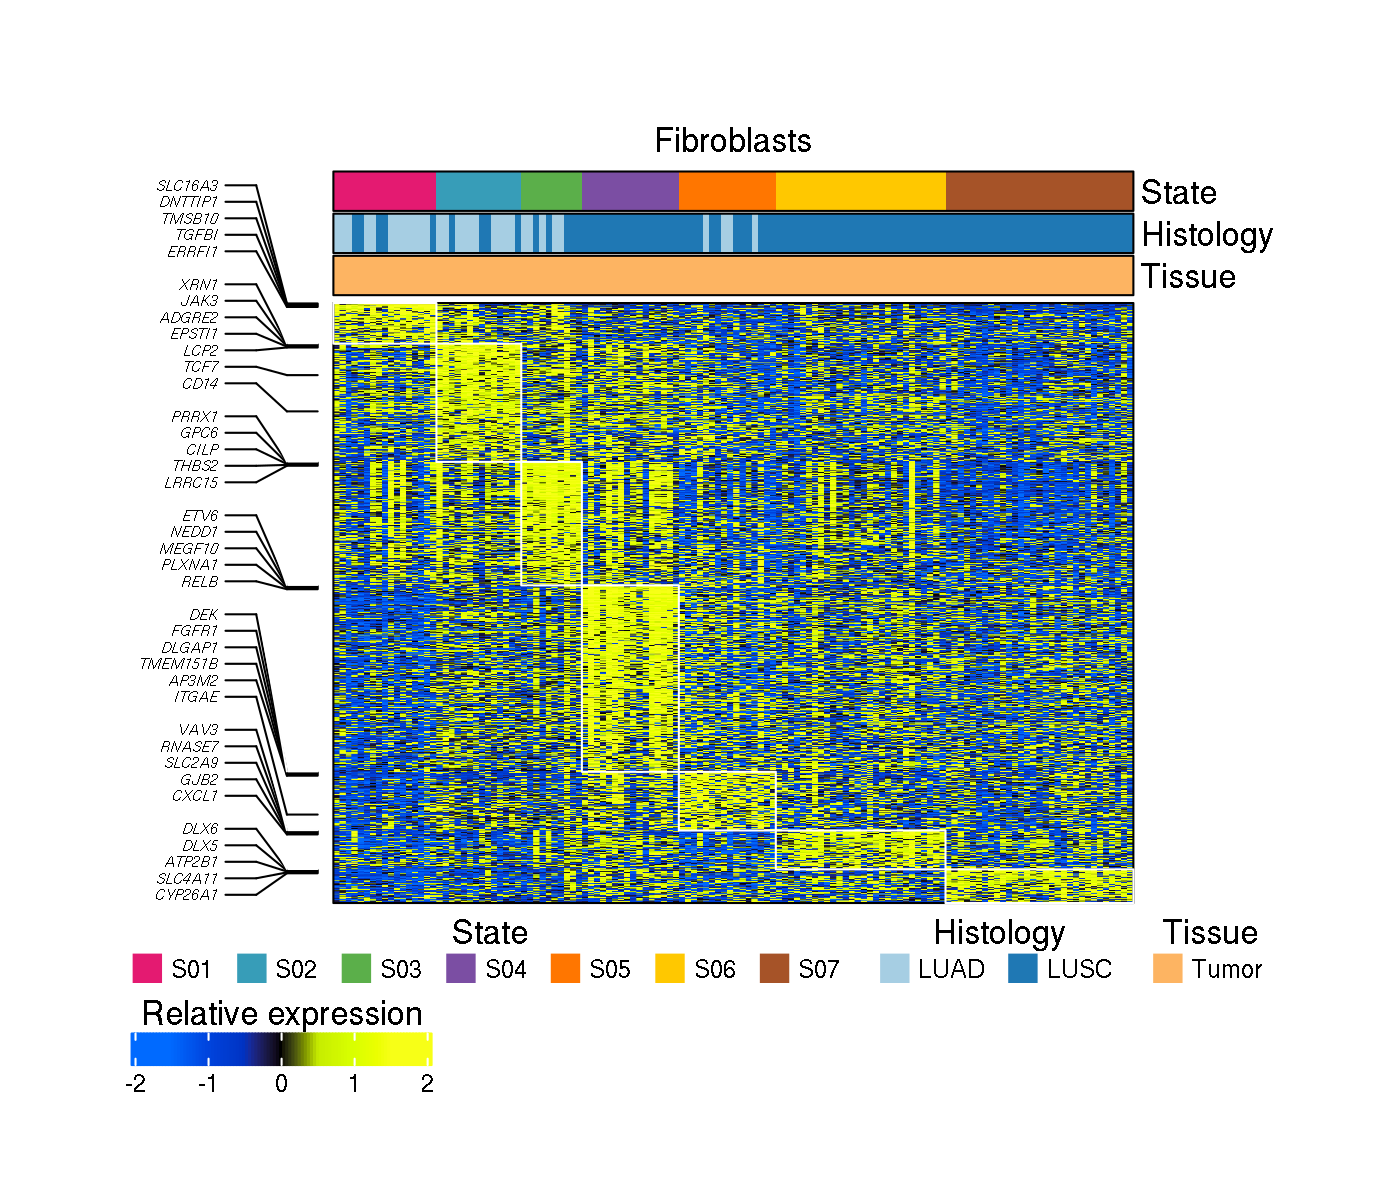 Fibroblasts
State
Histology
Tissue
SLC16A3
DNTTIP1
TMSB10
TGFBI
ERRFI1
XRN1
JAK3
ADGRE2
EPSTI1
LCP2
TCF7
CD14
PRRX1
GPC6
CILP
THBS2
LRRC15
ETV6
NEDD1
MEGF10
PLXNA1
RELB
DEK
FGFR1
DLGAP1
TMEM151B
AP3M2
ITGAE
VAV3
RNASE7
SLC2A9
GJB2
CXCL1
DLX6
DLX5
ATP2B1
SLC4A11
CYP26A1
State Histology Tissue
S01 S02 S03 S04 S05 S06 S07 LUAD LUSC Tumor
Relative expression
-2 -1 0 1 2